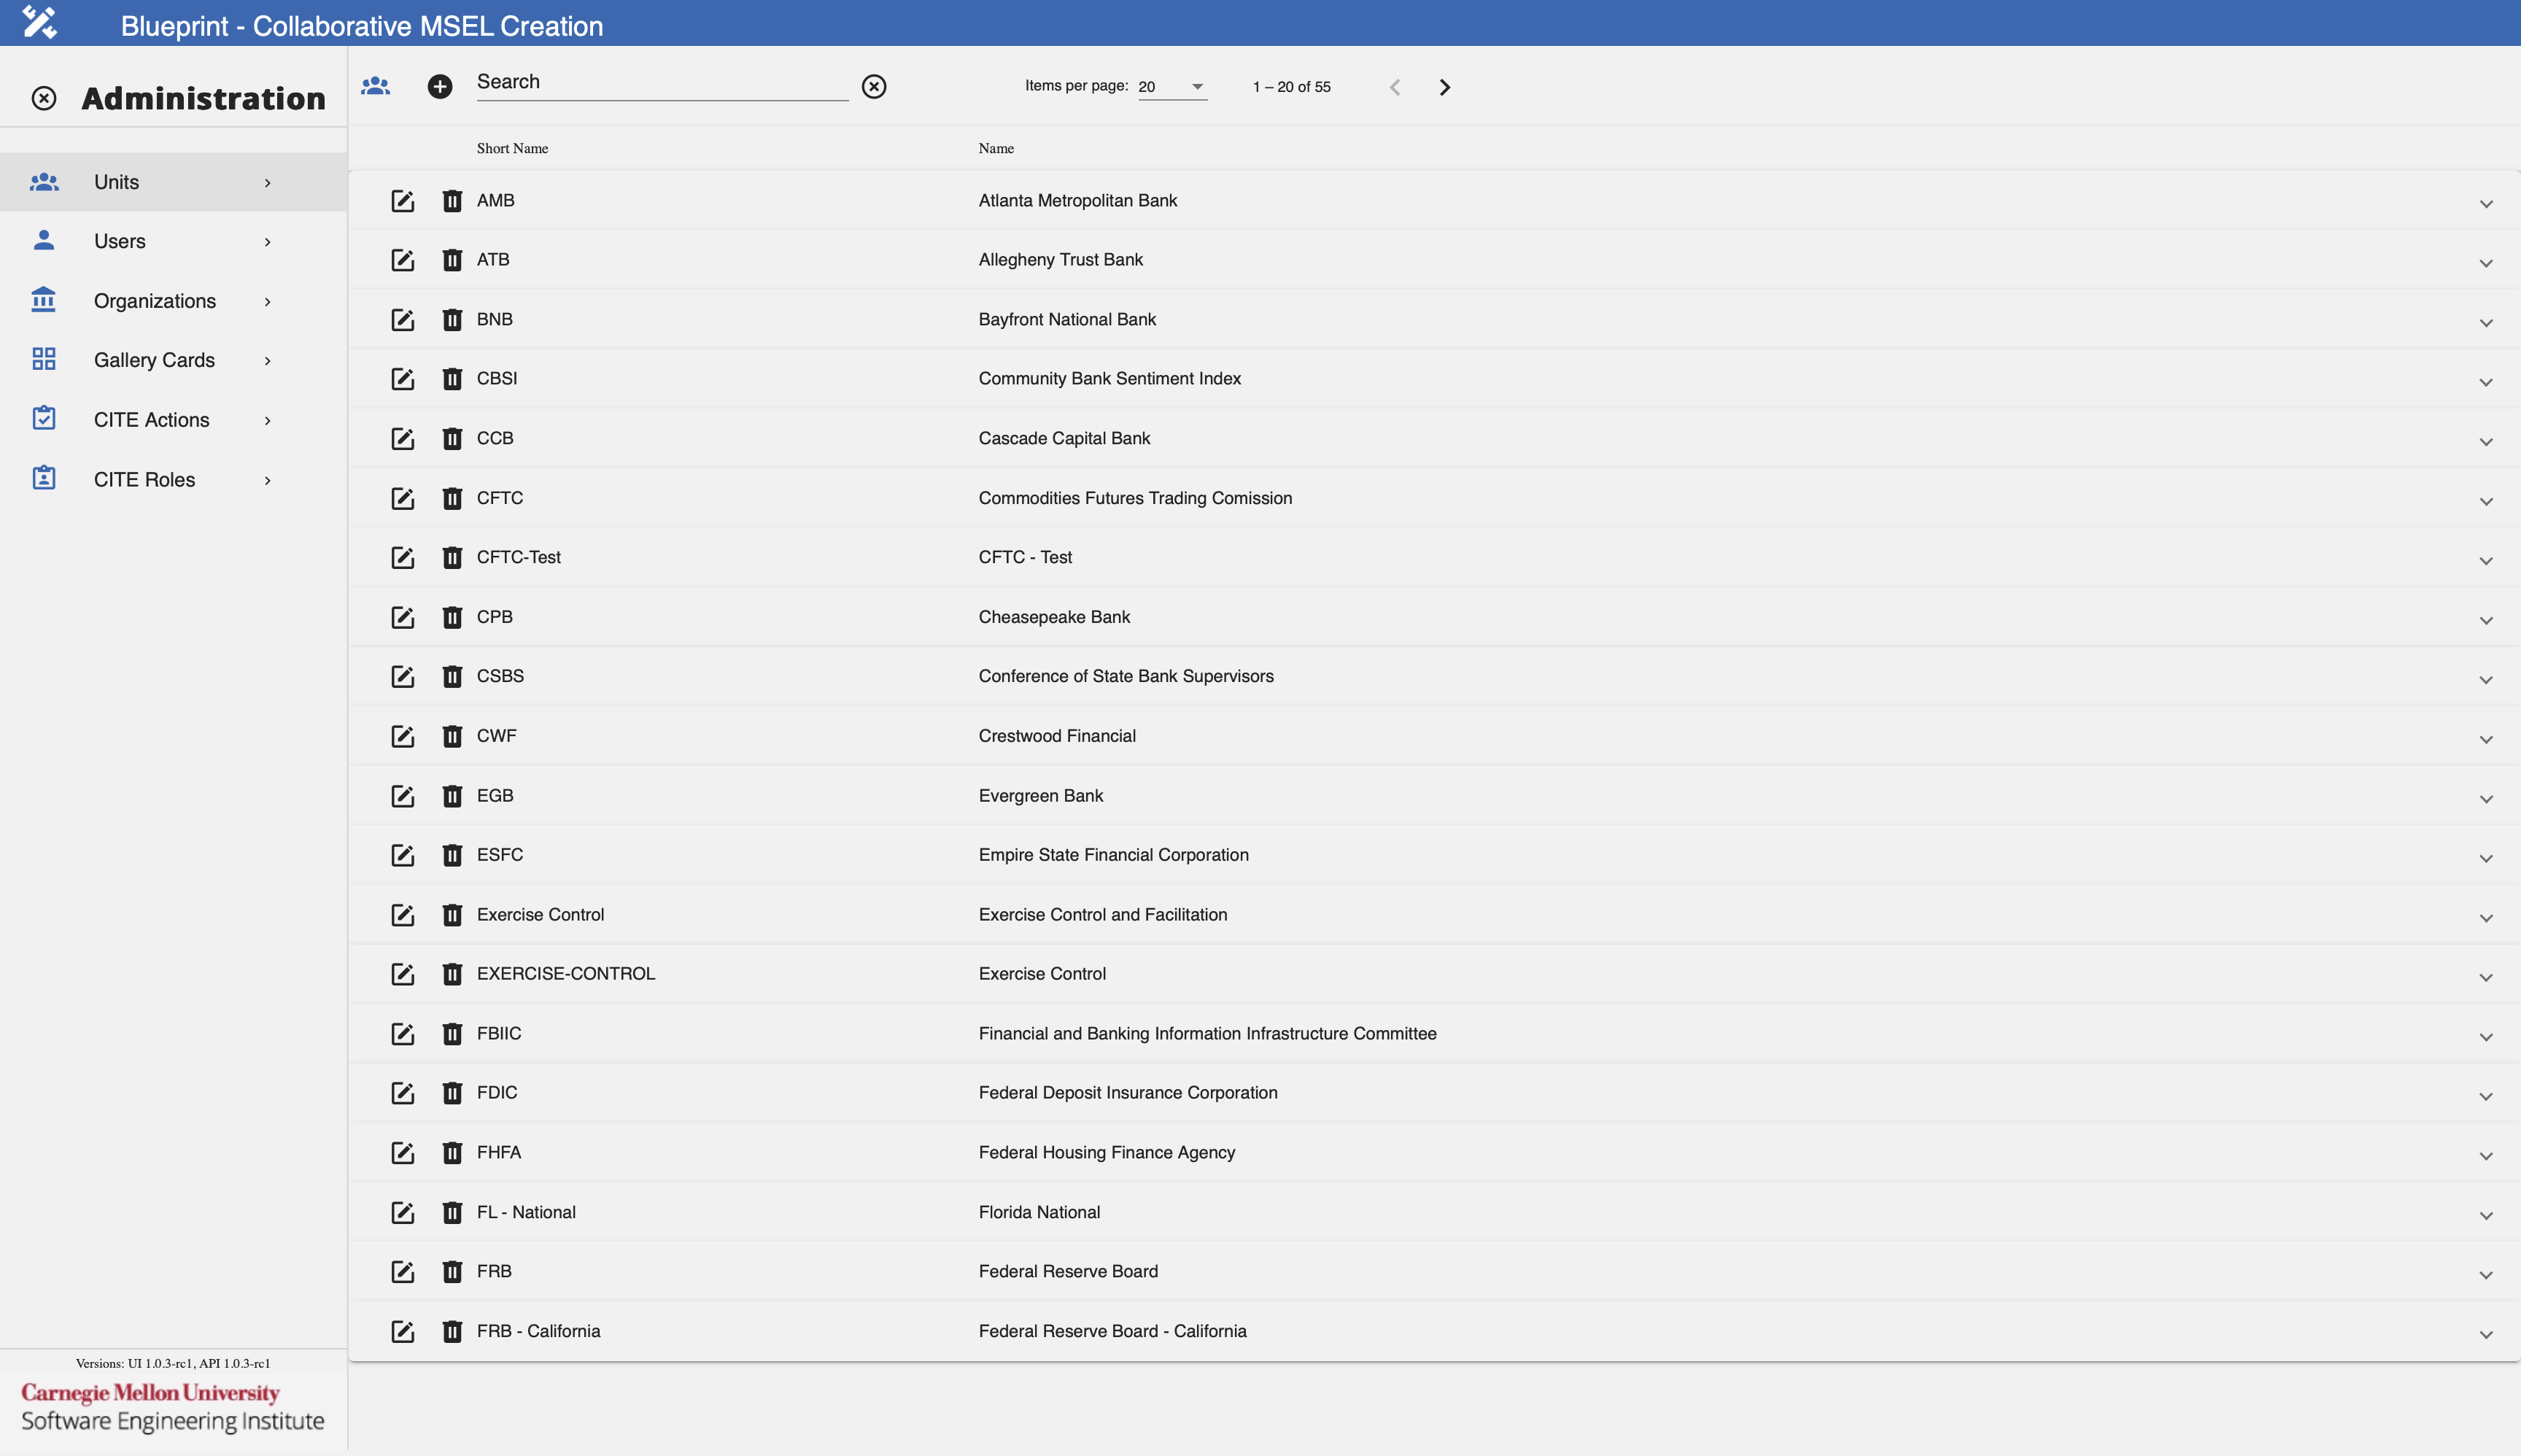 Blueprint - Collaborative MSEL Creation
Administration
Units
Users
Organizations
Gallery Cards
CITE Actions
CITE Roles
Versions: UI 1.0.3-rc1, API 1.0.3-rc1
Carnegie Mellon University
Software Engineering Institute
Search Items per page: 20 1 – 20 of 55
Short Name Name
AMB Atlanta Metropolitan Bank
ATB Allegheny Trust Bank
BNB Bayfront National Bank
CBSI Community Bank Sentiment Index
CCB Cascade Capital Bank
CFTC Commodities Futures Trading Comission
CFTC-Test CFTC - Test
CPB Cheasepeake Bank
CSBS Conference of State Bank Supervisors
CWF Crestwood Financial
EGB Evergreen Bank
ESFC Empire State Financial Corporation
Exercise Control Exercise Control and Facilitation
EXERCISE-CONTROL Exercise Control
FBIIC Financial and Banking Information Infrastructure Committee
FDIC Federal Deposit Insurance Corporation
FHFA Federal Housing Finance Agency
FL - National Florida National
FRB Federal Reserve Board
FRB - California Federal Reserve Board - California